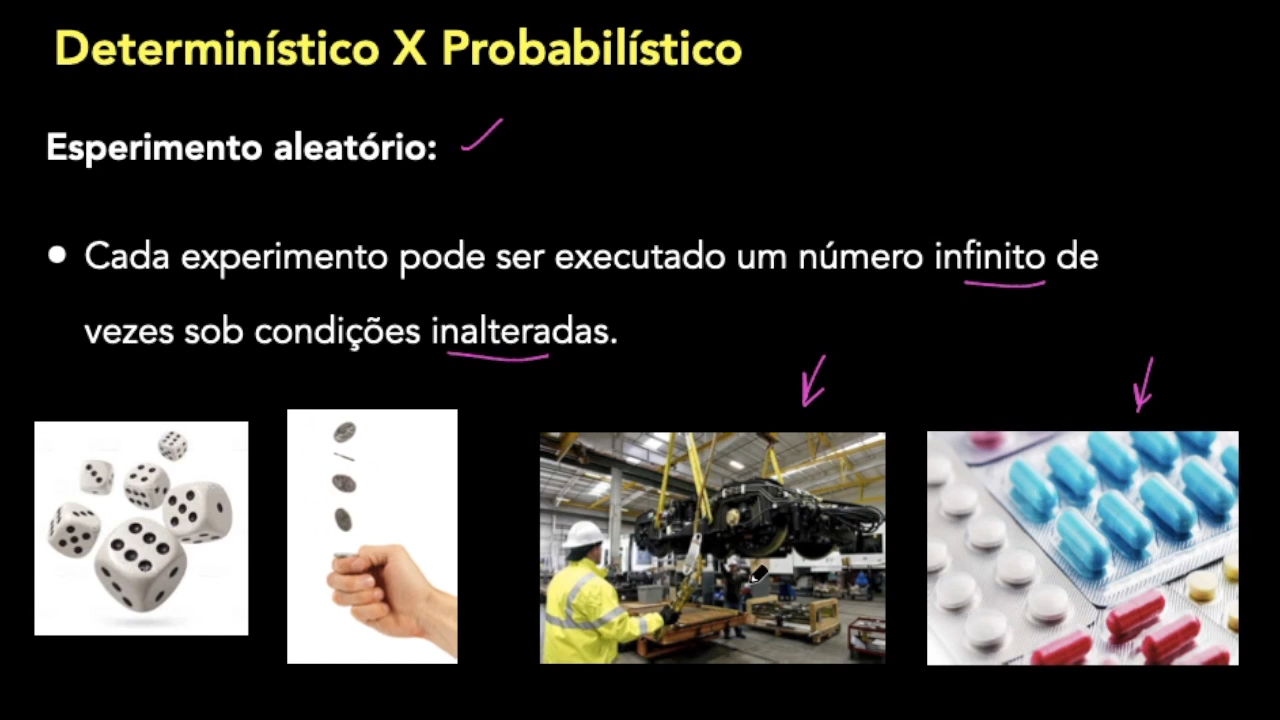 Determinístico X Probabilístico
Esperimento aleatório:
• Cada experimento pode ser executado um número infinito de
vezes sob condições inalteradas.